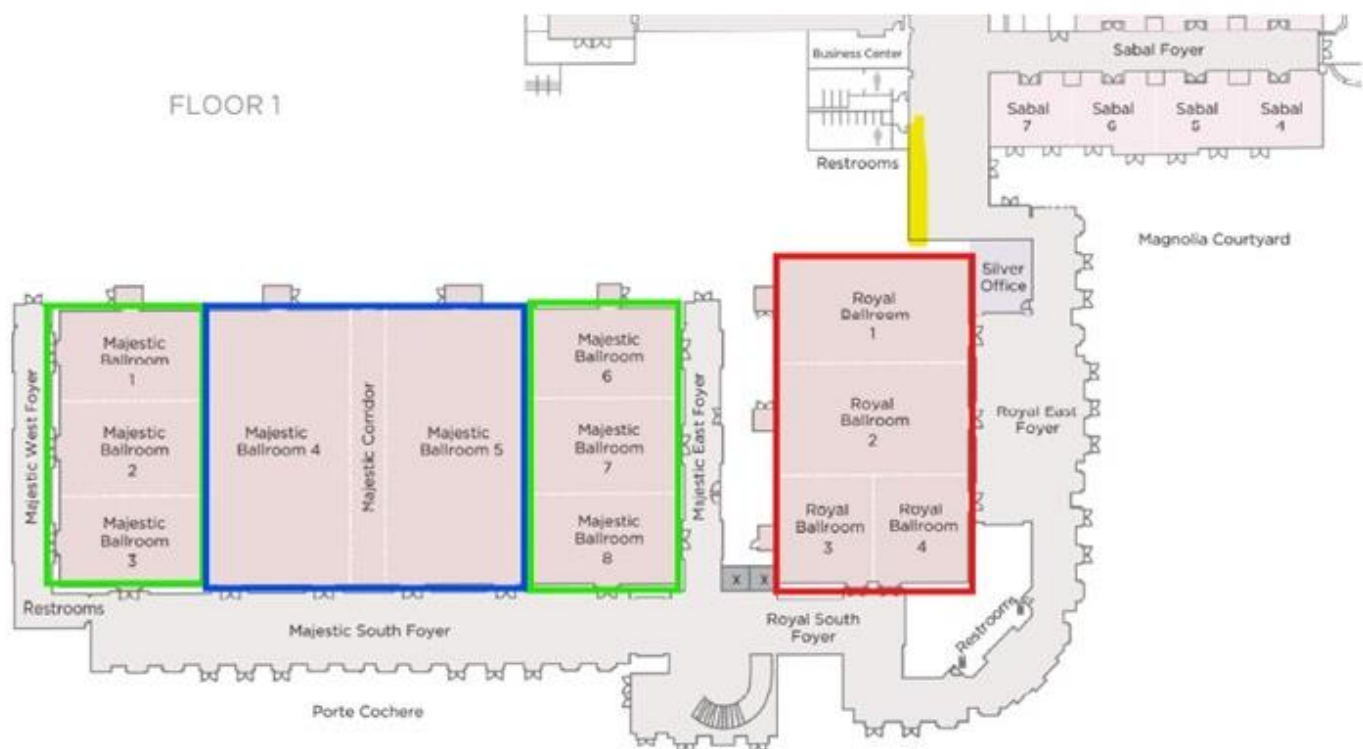 Business Center
Sabal Foyer
FLOOR 1
Sabal
7
Sabal
6
Sabal
5
Sabal
4
Restrooms
Magnolia Courtyard
Silver
Office
Royal
Ballroom
1
Majestic West Foyer
Majestic
Ballroom
1
Majestic
Ballroom
2
Majestic
Ballroom
3
Majestic
Ballroom 4
Majestic Corridor
Majestic
Ballroom 5
Majestic
Ballroom
6
Majestic
Ballroom
7
Majestic
Ballroom
8
Majestic East Foyer
Royal
Ballroom
2
Royal
Ballroom
3
Royal
Ballroom
4
Royal East
Foyer
X
X
Restrooms
Majestic South Foyer
Royal South
Foyer
Restrooms
Porte Cochere